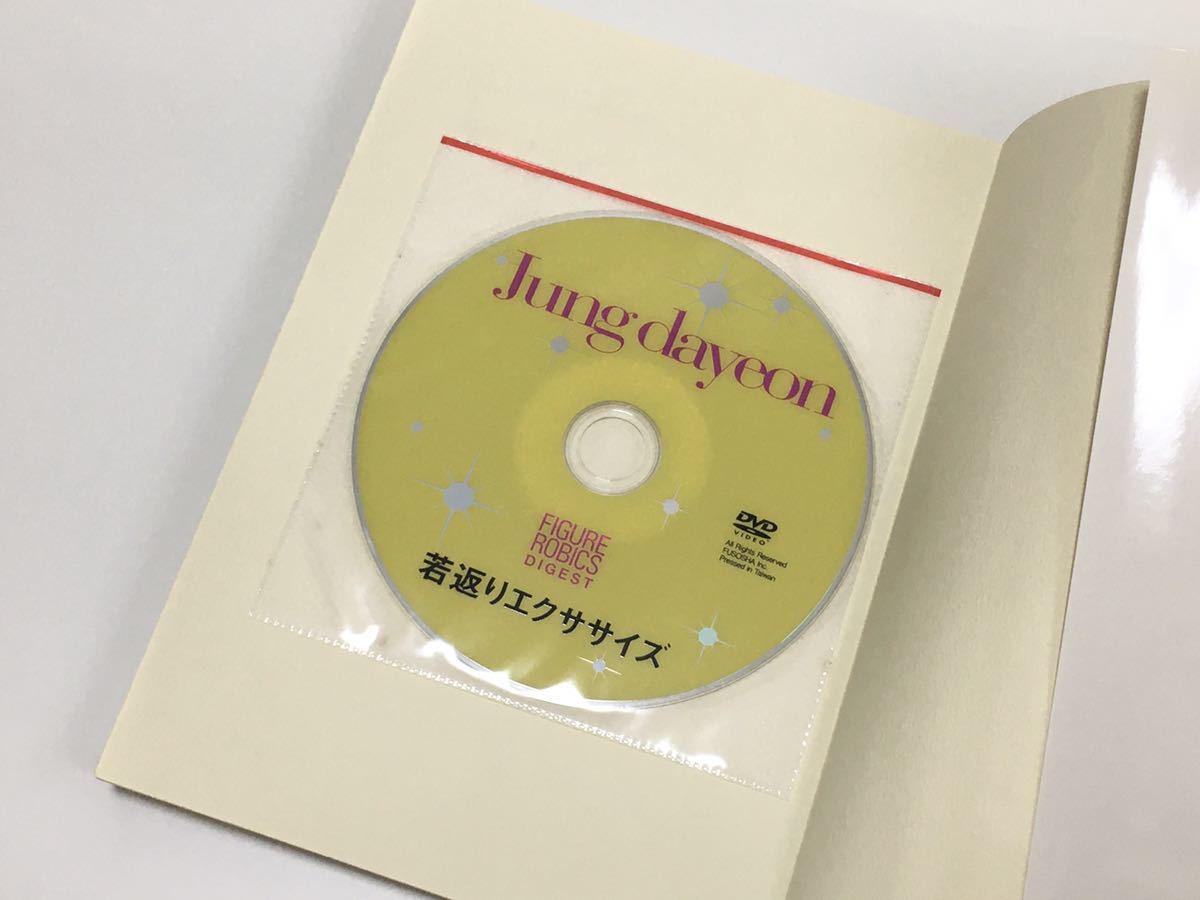 Jung dayeon
FIGURE
ROBICS
DIGEST
若返りエクササイズ
DVD
VIDEO
All Rights Reserved
FUSOSHA Inc.
Pressed in Taiwan